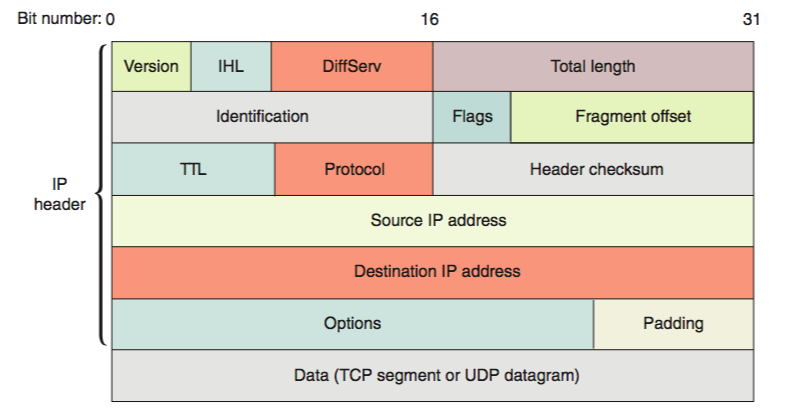 Bit number: 0 16 31
Version IHL DiffServ Total length
Identification Flags Fragment offset
TTL Protocol Header checksum
IP
header
Source IP address
Destination IP address
Options Padding
Data (TCP segment or UDP datagram)